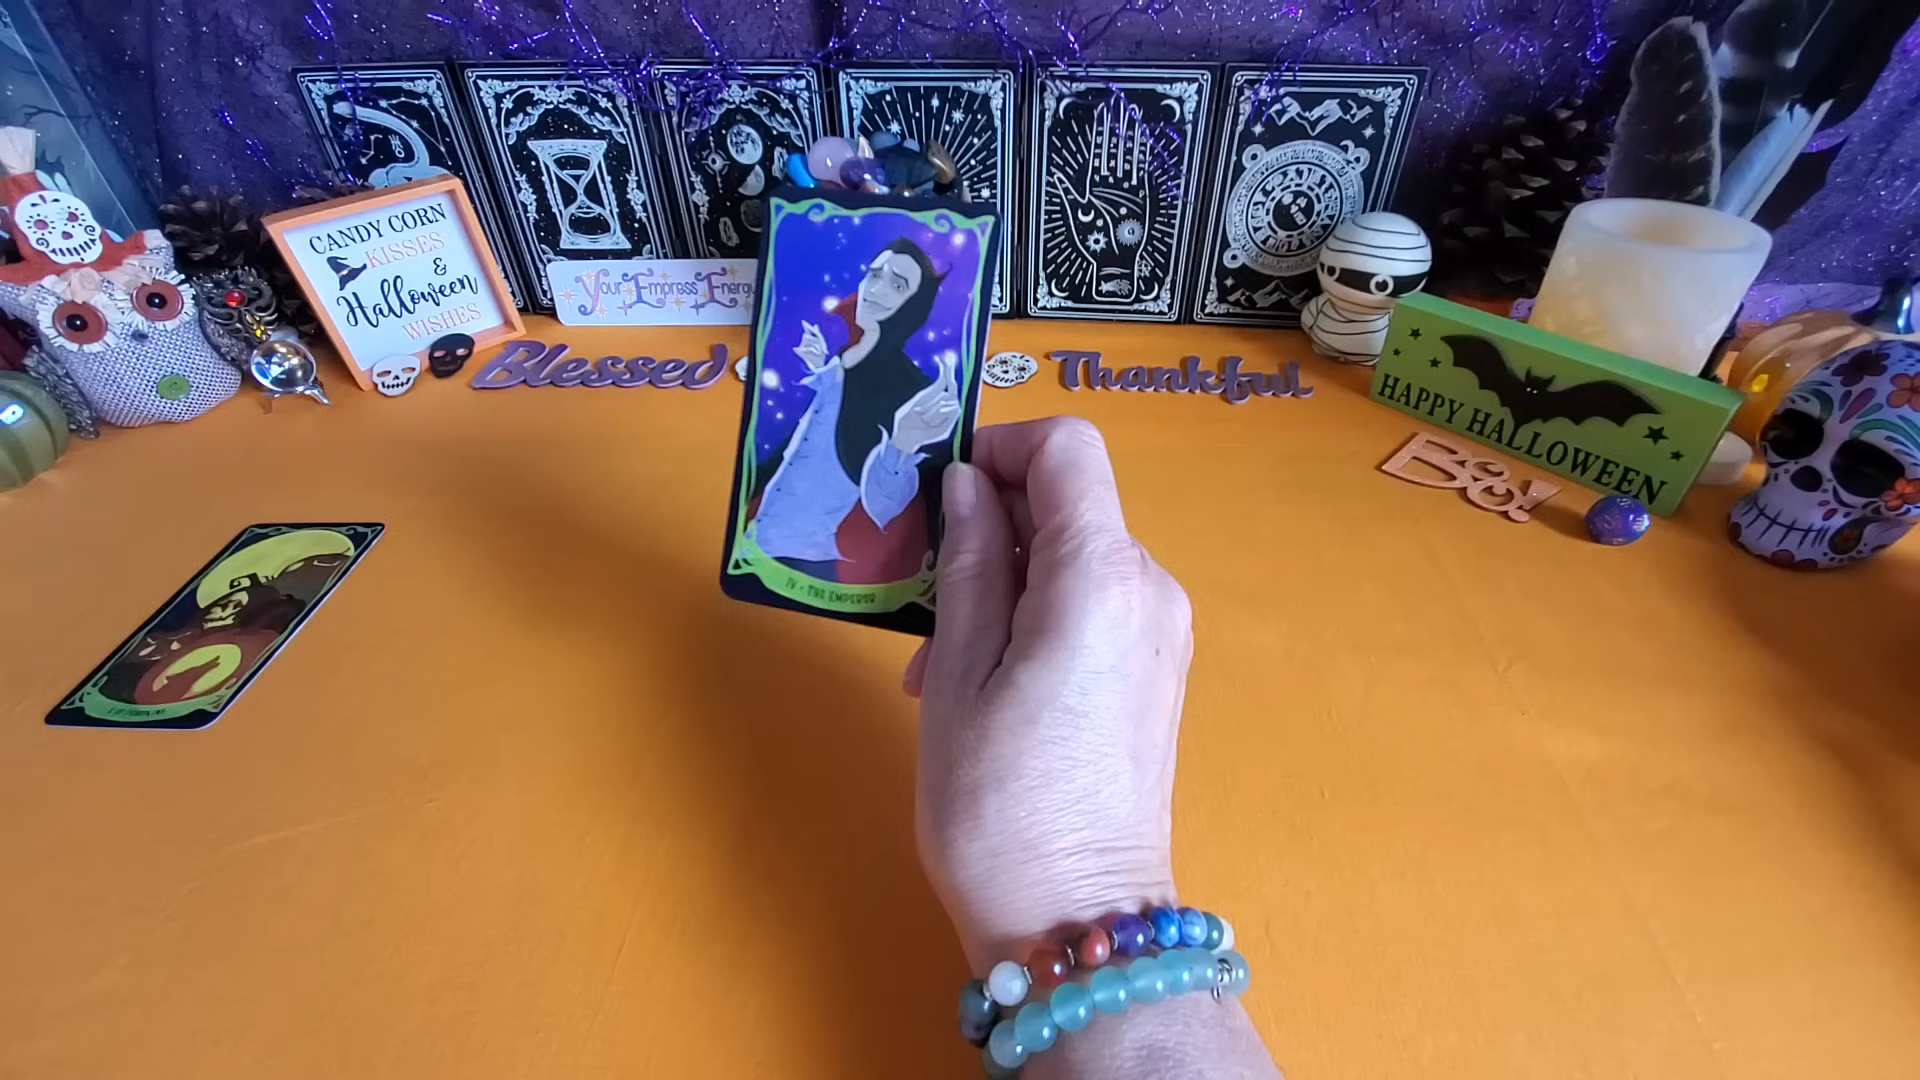 CANDY CORN
KISSES
&
Halloween
WISHES
Your Empress Energy
Blessed
Thankful
HAPPY HALLOWEEN
Boo!
IV - THE EMPEROR